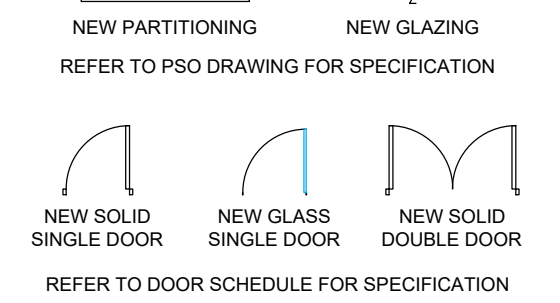 NEW PARTITIONING NEW GLAZING
REFER TO PSO DRAWING FOR SPECIFICATION
NEW SOLID
SINGLE DOOR
NEW GLASS
SINGLE DOOR
NEW SOLID
DOUBLE DOOR
REFER TO DOOR SCHEDULE FOR SPECIFICATION